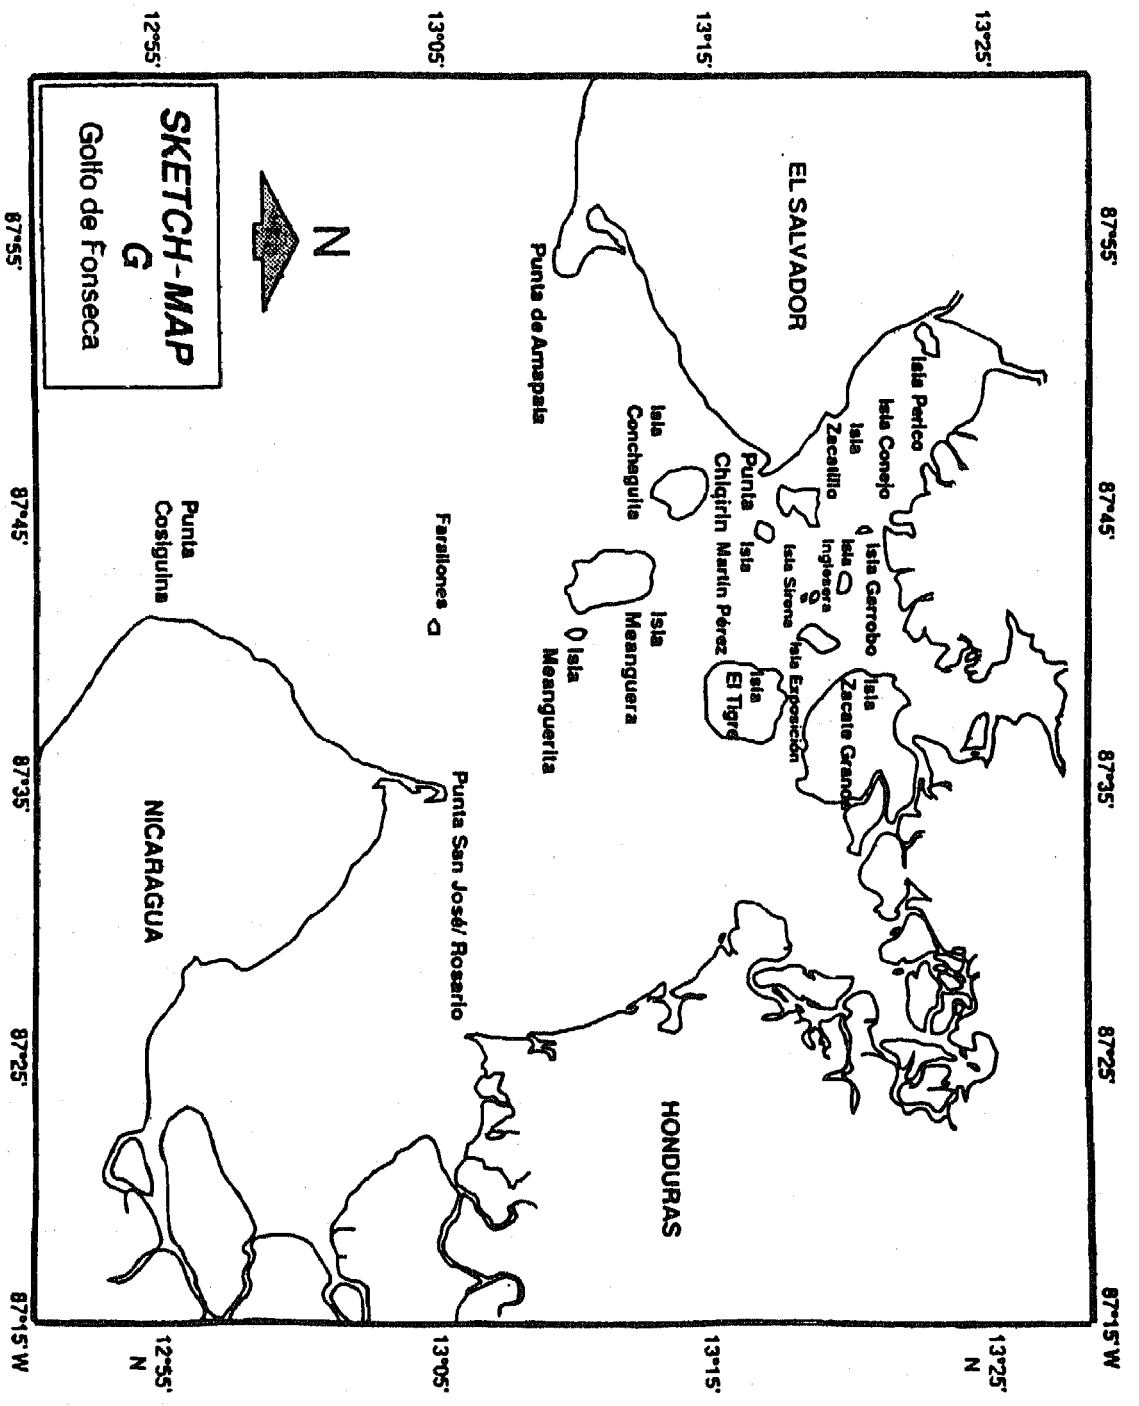 87°55'
87°45'
87°35'
87°25'
87°15'W
13°25'
13°25'
N
EL SALVADOR
Isla Perico
Isla Conejo
Isla
Zacatillo
Isla Garrobo
Isla
Inglesera
Isla Sirena
Isla
Zacate Grande
Isla Exposición
Punta
Chiqirín
Isla
Martín Pérez
Isla
El Tigre
HONDURAS
13°15'
13°15'
Isla
Conchaguita
Isla
Meanguera
Isla
Meanguerita
Punta de Amapala
13°05'
13°05'
Farallones
Punta San José/ Rosario
N
Punta
Cosiguina
NICARAGUA
12°55'
12°55'
N
SKETCH-MAP
G
Golfo de Fonseca
87°55'
87°45'
87°35'
87°25'
87°15'W